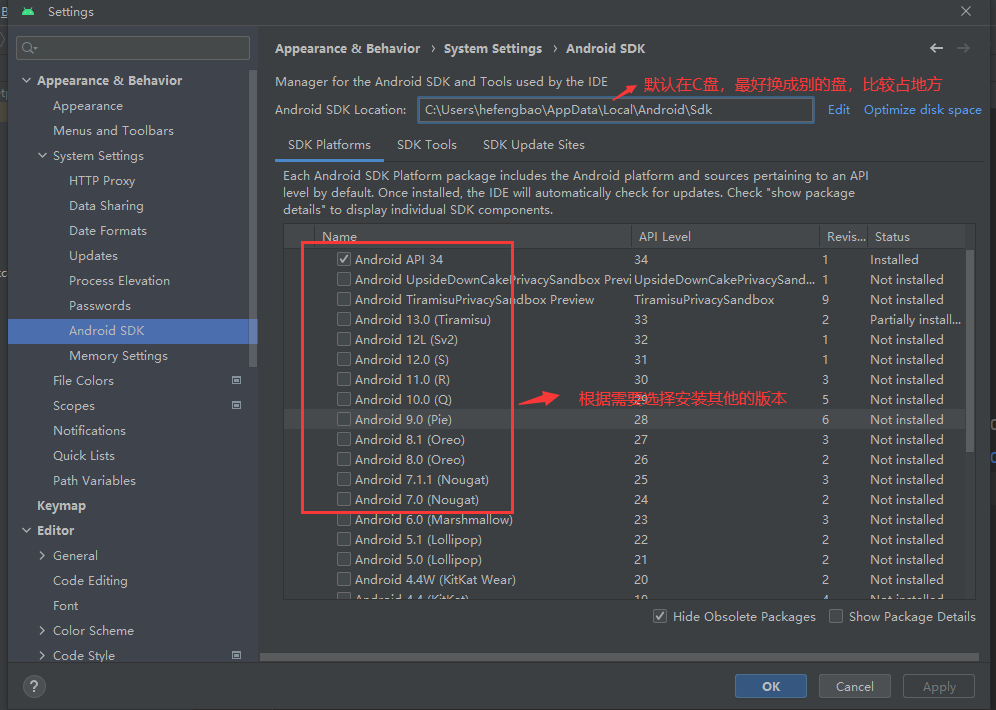 Settings
Appearance & Behavior
Appearance
Menus and Toolbars
System Settings
HTTP Proxy
Data Sharing
Date Formats
Updates
Process Elevation
Passwords
Android SDK
Memory Settings
File Colors
Scopes
Notifications
Quick Lists
Path Variables
Keymap
Editor
General
Code Editing
Font
Color Scheme
Code Style
Appearance & Behavior › System Settings › Android SDK
Manager for the Android SDK and Tools used by the IDE
默认在C盘，最好换成别的盘，比较占地方
Android SDK Location: C:\Users\hefengbao\AppData\Local\Android\Sdk Edit Optimize disk space
SDK Platforms SDK Tools SDK Update Sites
Each Android SDK Platform package includes the Android platform and sources pertaining to an API
level by default. Once installed, the IDE will automatically check for updates. Check "show package
details" to display individual SDK components.
Name API Level Revis... Status
Android API 34 34 1 Installed
Android UpsideDownCakePrivacySandbox Previ UpsideDownCakePrivacySand... 1 Not installed
Android TiramisuPrivacySandbox Preview TiramisuPrivacySandbox 9 Not installed
Android 13.0 (Tiramisu) 33 2 Partially install...
Android 12L (Sv2) 32 1 Not installed
Android 12.0 (S) 31 1 Not installed
Android 11.0 (R) 30 3 Not installed
Android 10.0 (Q) 29 5 Not installed
根据需要选择安装其他的版本
Android 9.0 (Pie) 28 6 Not installed
Android 8.1 (Oreo) 27 3 Not installed
Android 8.0 (Oreo) 26 2 Not installed
Android 7.1.1 (Nougat) 25 3 Not installed
Android 7.0 (Nougat) 24 2 Not installed
Android 6.0 (Marshmallow) 23 3 Not installed
Android 5.1 (Lollipop) 22 2 Not installed
Android 5.0 (Lollipop) 21 2 Not installed
Android 4.4W (KitKat Wear) 20 2 Not installed
Android 4.4 (KitKat) 19 4 Not installed
Hide Obsolete Packages Show Package Details
? OK Cancel Apply